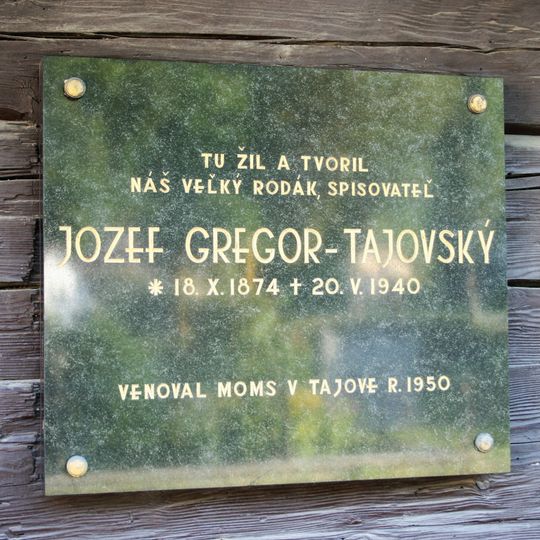 TU ŽIL A TVORIL
NÁŠ VEĽKÝ RODÁK, SPISOVATEĽ
JOZEF GREGOR-TAJOVSKÝ
* 18. X. 1874 † 20. V. 1940
VENOVAL MOMS V TAJOVE R. 1950